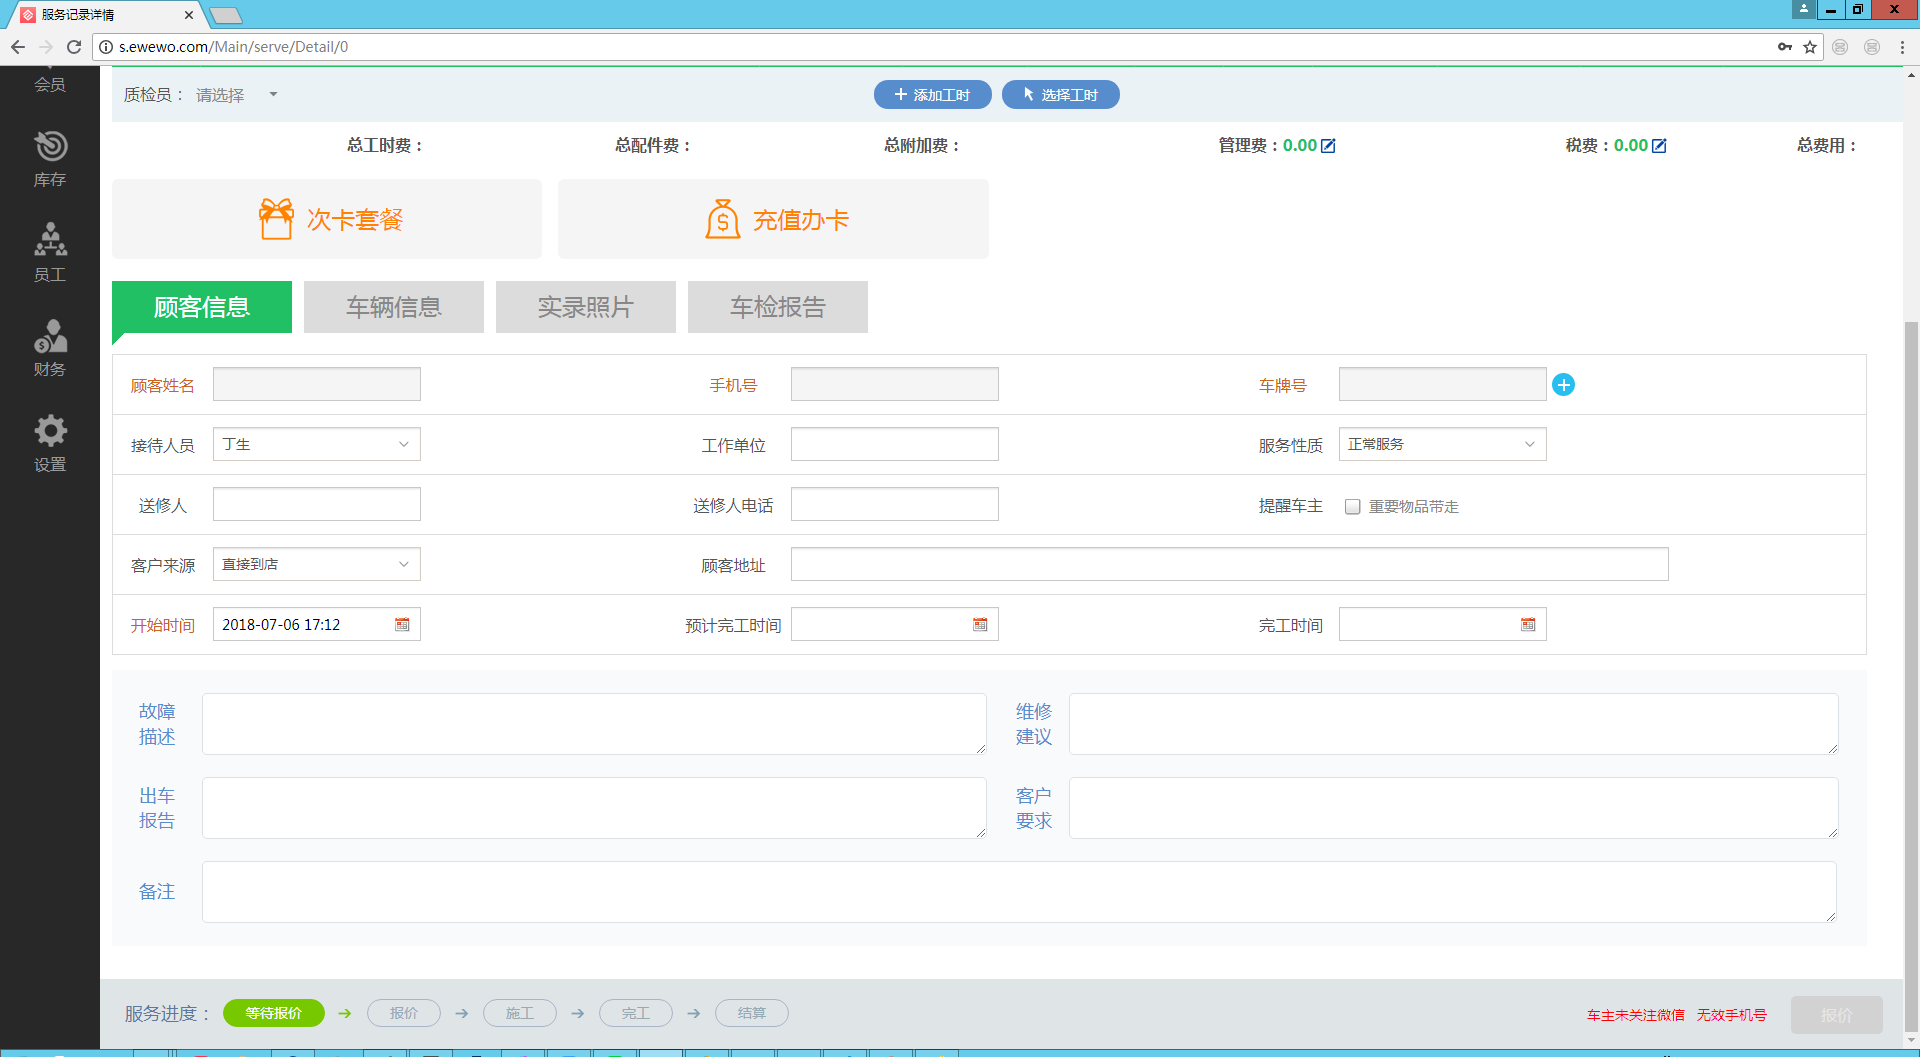 服务记录详情
s.ewewo.com/Main/serve/Detail/0
会员
质检员： 请选择
添加工时 选择工时
总工时费： 总配件费： 总附加费： 管理费：0.00 税费：0.00 总费用：
库存
次卡套餐 充值办卡
员工
顾客信息 车辆信息 实录照片 车检报告
财务
顾客姓名 手机号 车牌号
接待人员 丁生 工作单位 服务性质 正常服务
设置
送修人 送修人电话 提醒车主 重要物品带走
客户来源 直接到店 顾客地址
开始时间 2018-07-06 17:12 预计完工时间 完工时间
故障描述 维修建议
出车报告 客户要求
备注
服务进度： 等待报价 报价 施工 完工 结算 车主未关注微信 无效手机号 报价